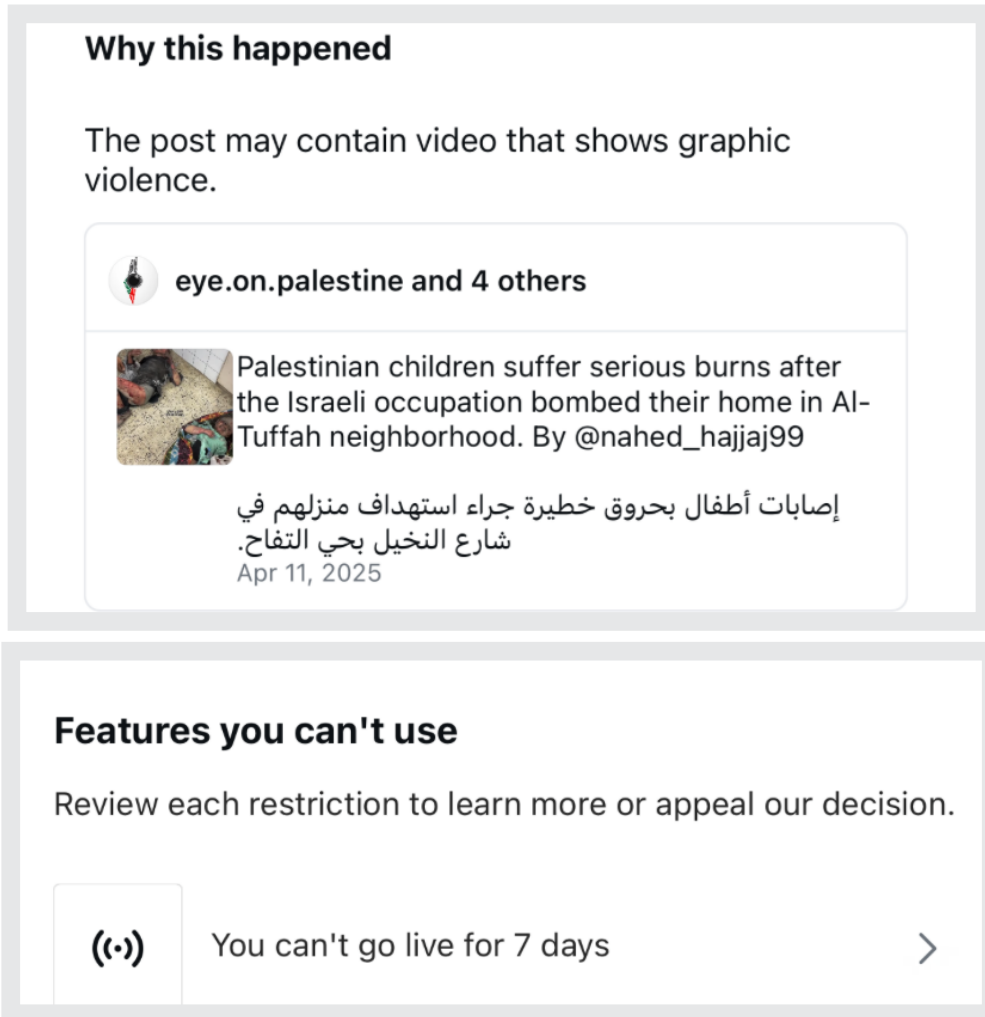 Why this happened
The post may contain video that shows graphic
violence.
eye.on.palestine and 4 others
Palestinian children suffer serious burns after
the Israeli occupation bombed their home in Al-
Tuffah neighborhood. By @nahed_hajjaj99
إصابات أطفال بحروق خطيرة جراء استهداف منزلهم في
شارع النخيل بحي التفاح.
Apr 11, 2025
Features you can't use
Review each restriction to learn more or appeal our decision.
You can't go live for 7 days